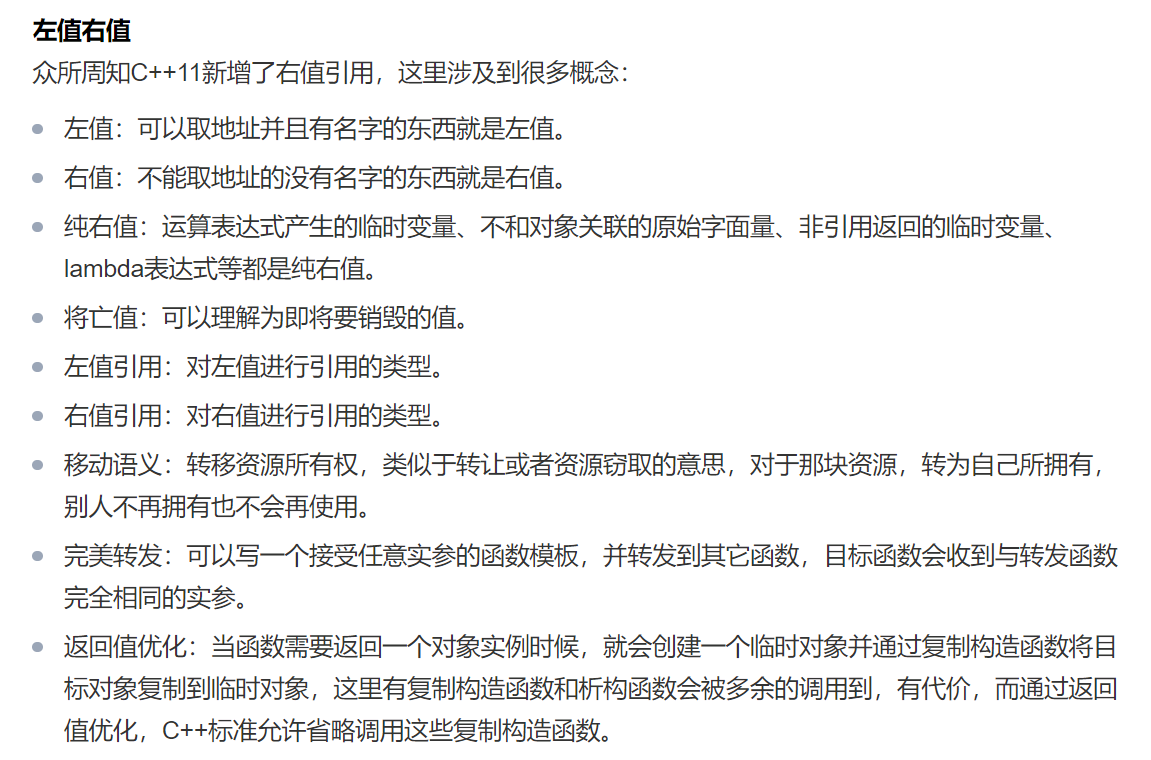 左值右值
众所周知C++11新增了右值引用，这里涉及到很多概念：
左值：可以取地址并且有名字的东西就是左值。
右值：不能取地址的没有名字的东西就是右值。
纯右值：运算表达式产生的临时变量、不和对象关联的原始字面量、非引用返回的临时变量、
lambda表达式等都是纯右值。
将亡值：可以理解为即将要销毁的值。
左值引用：对左值进行引用的类型。
右值引用：对右值进行引用的类型。
移动语义：转移资源所有权，类似于转让或者资源窃取的意思，对于那块资源，转为自己所拥有，
别人不再拥有也不会再使用。
完美转发：可以写一个接受任意实参的函数模板，并转发到其它函数，目标函数会收到与转发函数
完全相同的实参。
返回值优化：当函数需要返回一个对象实例时候，就会创建一个临时对象并通过复制构造函数将目
标对象复制到临时对象，这里有复制构造函数和析构函数会被多余的调用到，有代价，而通过返回
值优化，C++标准允许省略调用这些复制构造函数。